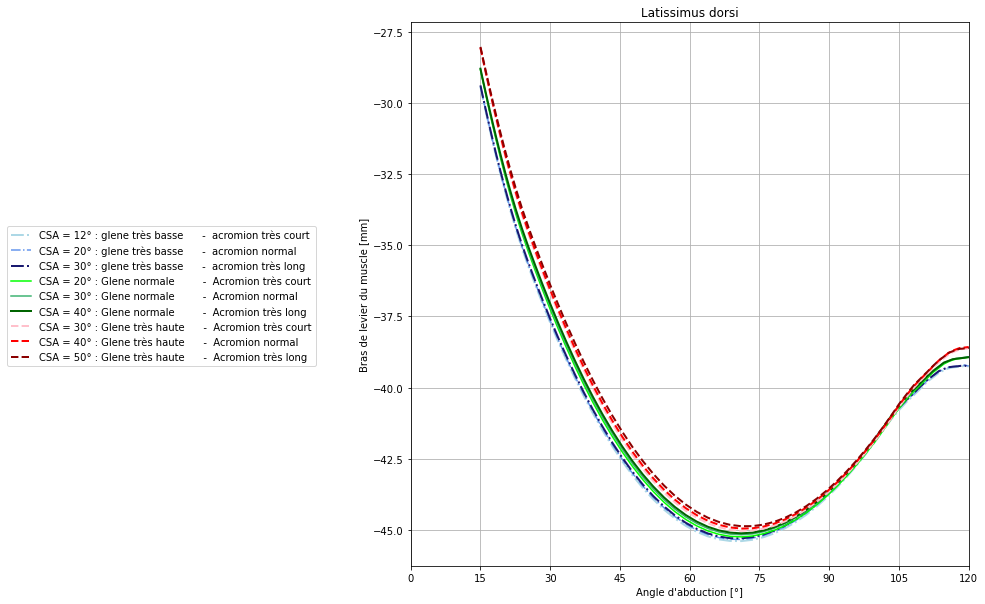 Latissimus dorsi
−27.5
−30.0
−32.5
−35.0
−37.5
−40.0
−42.5
−45.0
Bras de levier du muscle [mm]
CSA = 12° : glene très basse - acromion très court
CSA = 20° : glene très basse - acromion normal
CSA = 30° : glene très basse - acromion très long
CSA = 20° : Glene normale - Acromion très court
CSA = 30° : Glene normale - Acromion normal
CSA = 40° : Glene normale - Acromion très long
CSA = 30° : Glene très haute - Acromion très court
CSA = 40° : Glene très haut - Acromion normal
CSA = 50° : Glene très haut - Acromion très long
0 15 30 45 60 75 90 105 120
Angle d'abduction [°]